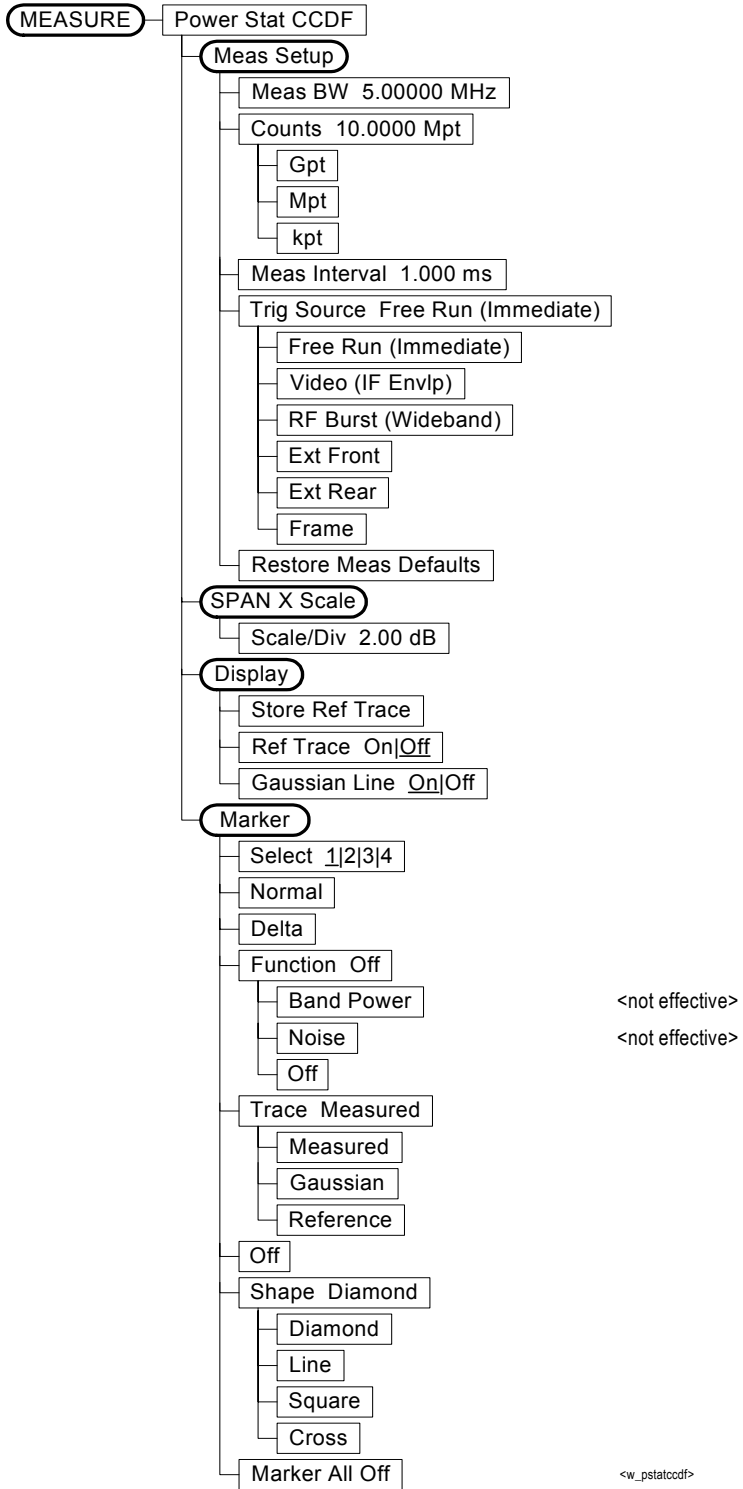 MEASURE Power Stat CCDF
Meas Setup
Meas BW 5.00000 MHz
Counts 10.0000 Mpt
Gpt
Mpt
kpt
Meas Interval 1.000 ms
Trig Source Free Run (Immediate)
Free Run (Immediate)
Video (IF Envlp)
RF Burst (Wideband)
Ext Front
Ext Rear
Frame
Restore Meas Defaults
SPAN X Scale
Scale/Div 2.00 dB
Display
Store Ref Trace
Ref Trace On|Off
Gaussian Line On|Off
Marker
Select 1|2|3|4
Normal
Delta
Function Off
Band Power <not effective>
Noise <not effective>
Off
Trace Measured
Measured
Gaussian
Reference
Off
Shape Diamond
Diamond
Line
Square
Cross
Marker All Off <w_pstatccdf>